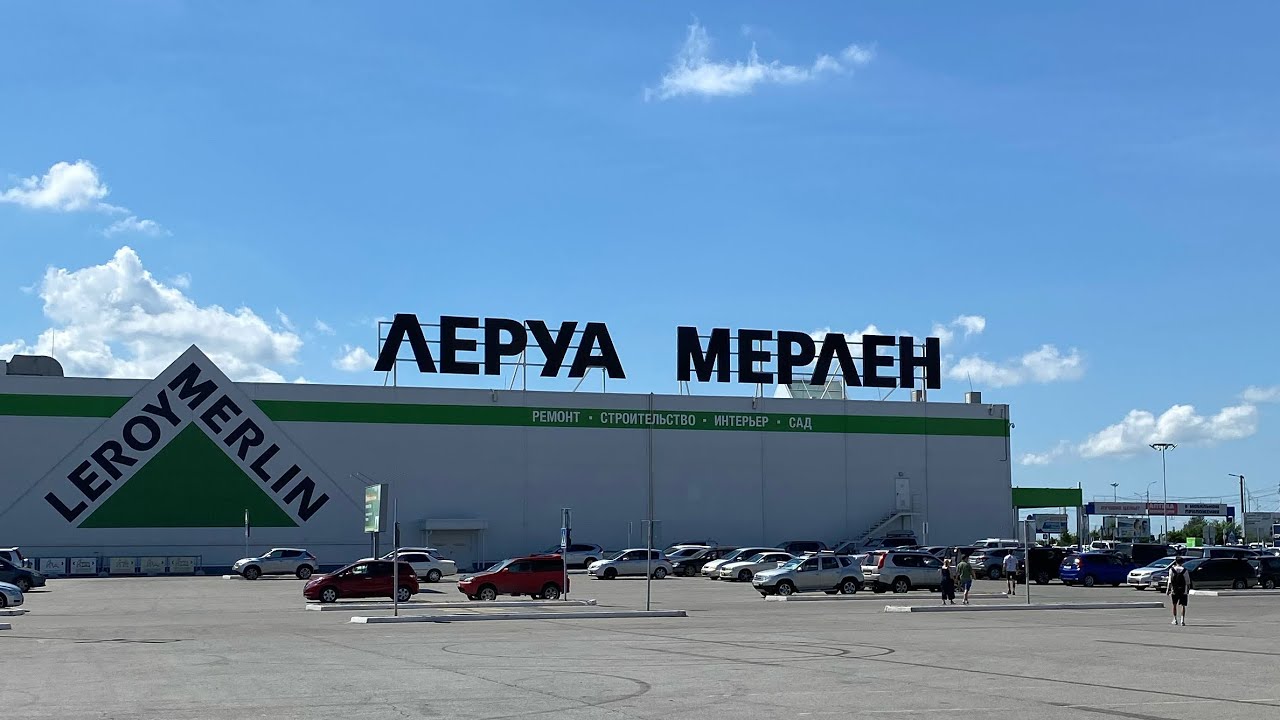 ЛЕРУА МЕРЛЕН
РЕМОНТ · СТРОИТЕЛЬСТВО · ИНТЕРЬЕР · САД
LEROY MERLIN